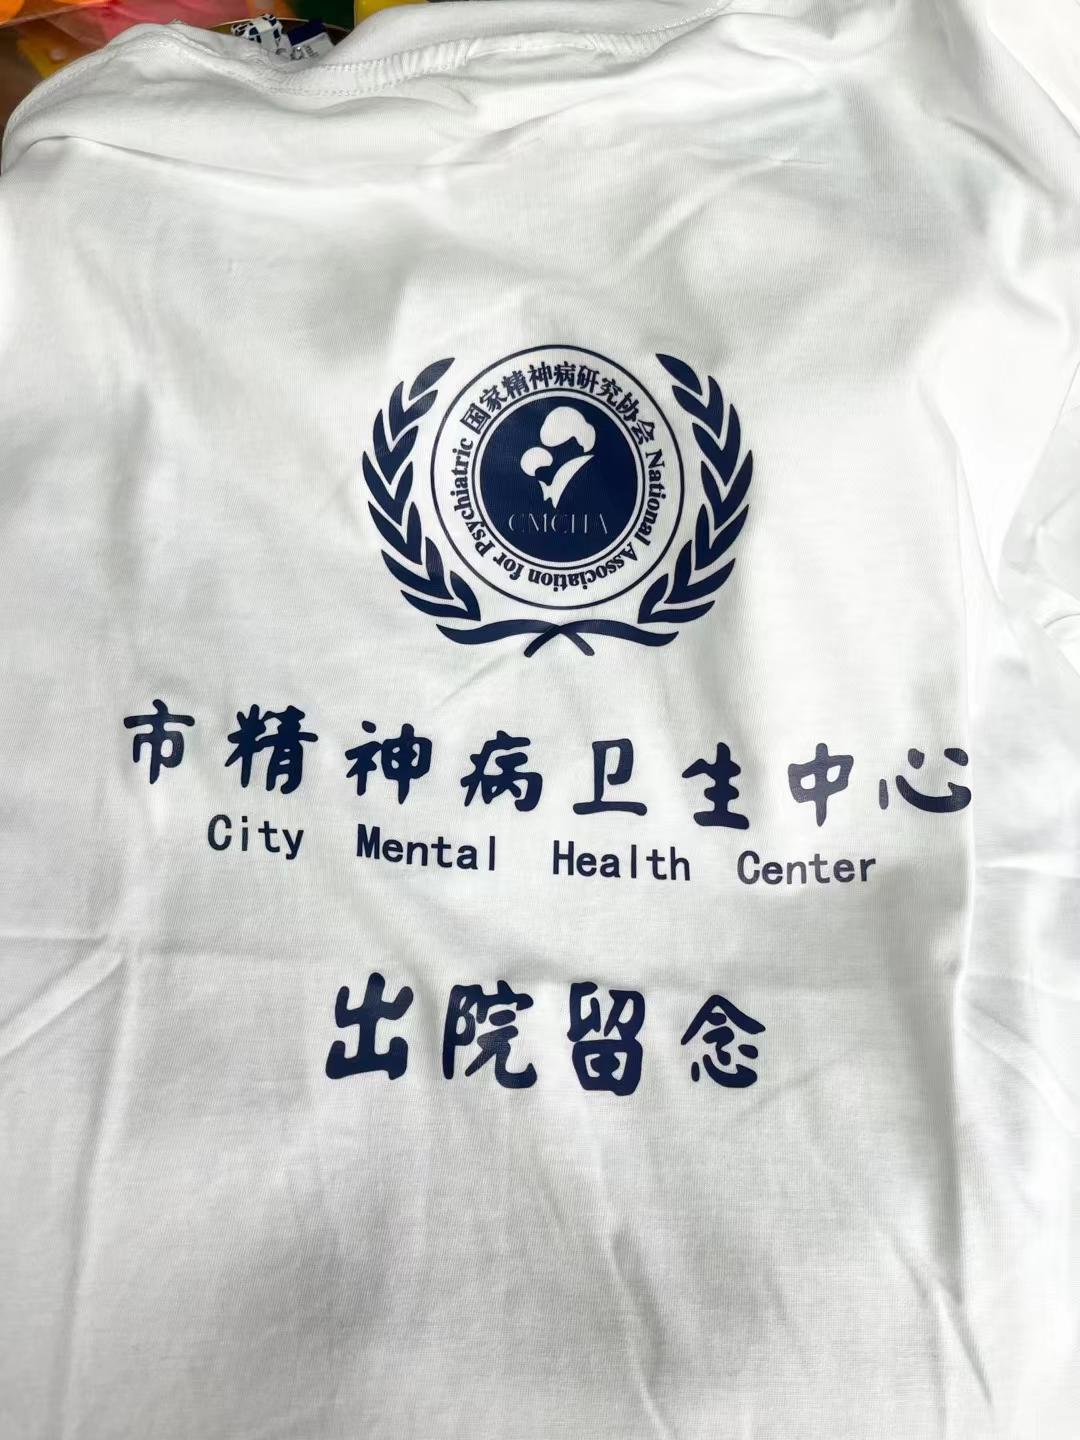 国家精神病研究协会 National Association for Psychiatric
CMCHA
市精神病卫生中心
City Mental Health Center
出院留念